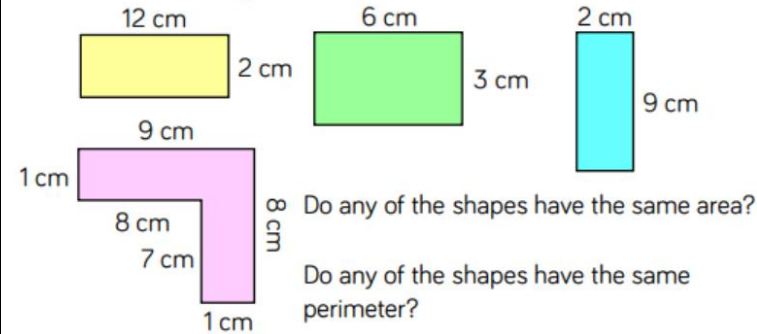 12 cm
2 cm
6 cm
3 cm
2 cm
9 cm
9 cm
1 cm
8 cm
7 cm
1 cm
8 cm
Do any of the shapes have the same area?
Do any of the shapes have the same
perimeter?